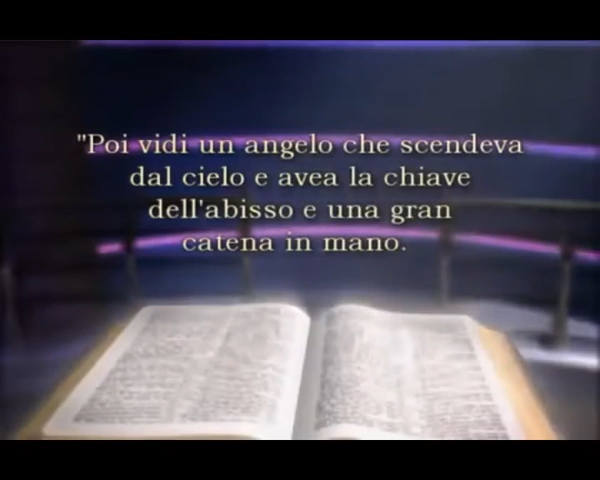 "Poi vidi un angelo che scendeva
dal cielo e avea la chiave
dell'abisso e una gran
catena in mano.